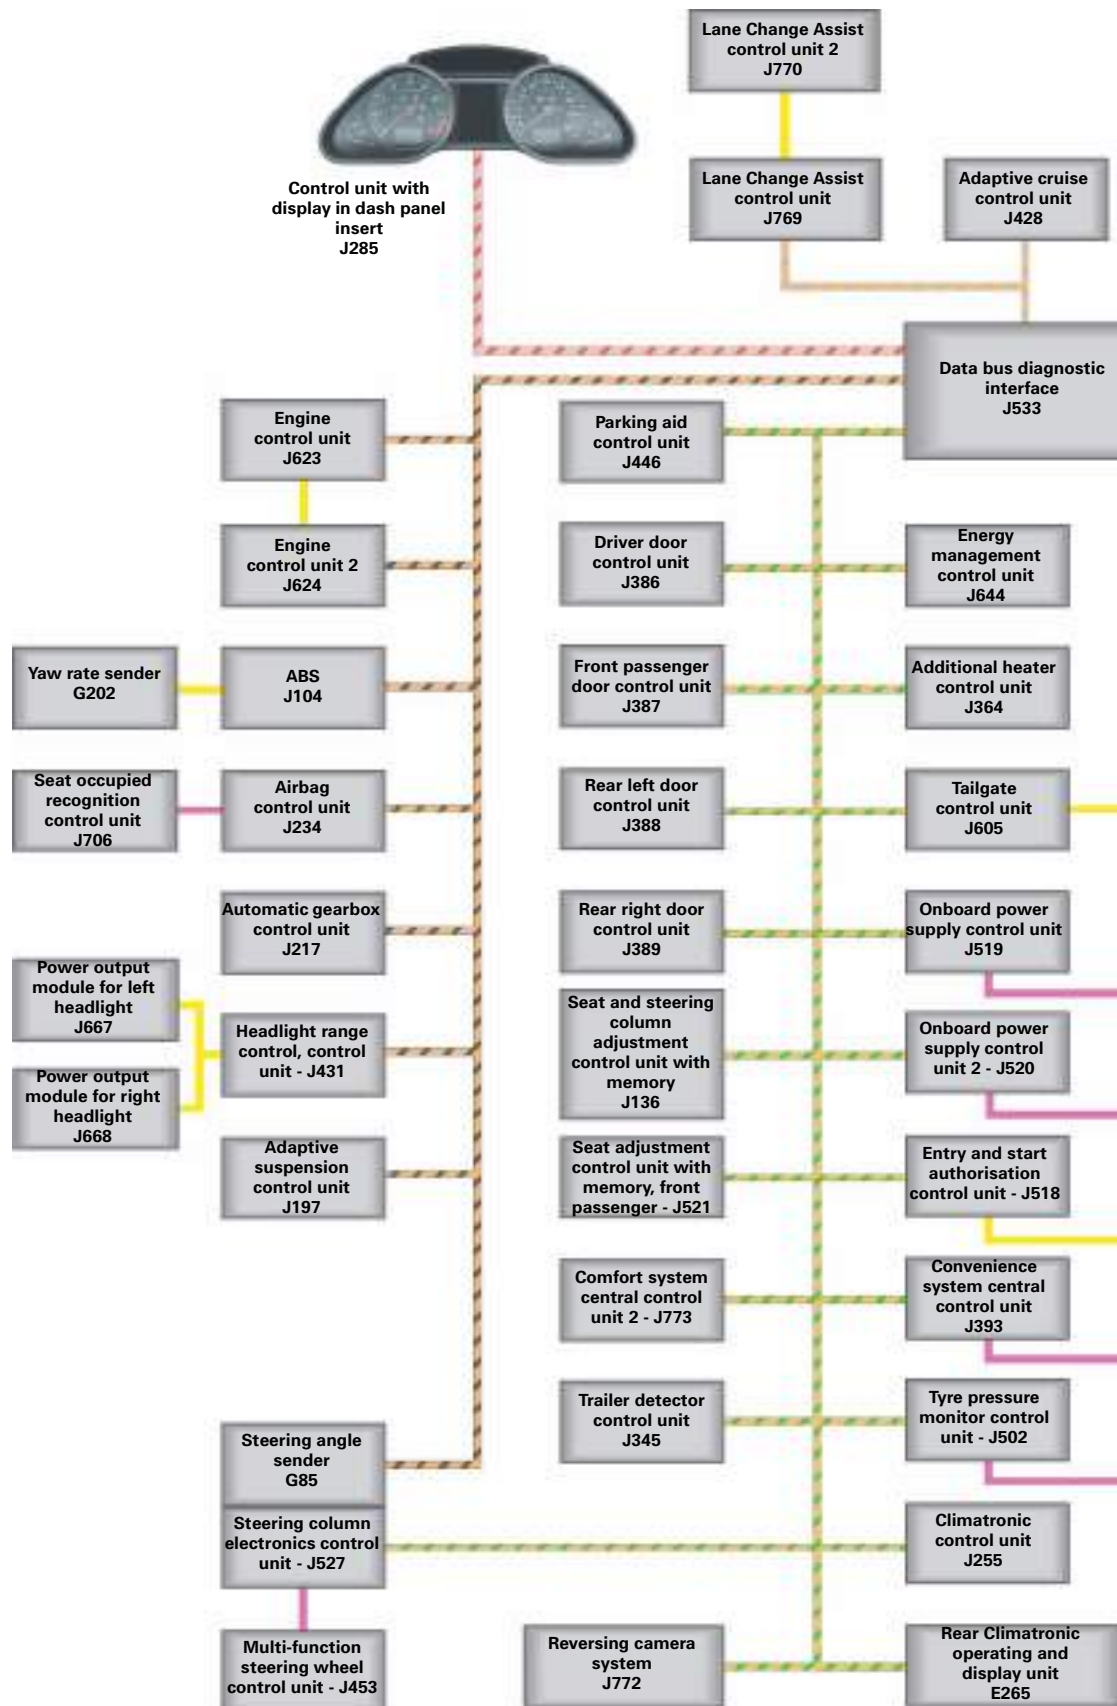 Lane Change Assist
control unit 2
J770
Control unit with
display in dash panel
insert
J285
Lane Change Assist
control unit
J769
Adaptive cruise
control unit
J428
Data bus diagnostic
interface
J533
Engine
control unit
J623
Parking aid
control unit
J446
Engine
control unit 2
J624
Driver door
control unit
J386
Energy
management
control unit
J644
Yaw rate sender
G202
ABS
J104
Front passenger
door control unit
J387
Additional heater
control unit
J364
Seat occupied
recognition
control unit
J706
Airbag
control unit
J234
Rear left door
control unit
J388
Tailgate
control unit
J605
Automatic gearbox
control unit
J217
Rear right door
control unit
J389
Onboard power
supply control unit
J519
Power output
module for left
headlight
J667
Headlight range
control, control
unit - J431
Seat and steering
column
adjustment
control unit with
memory
J136
Onboard power
supply control
unit 2 - J520
Power output
module for right
headlight
J668
Adaptive
suspension
control unit
J197
Seat adjustment
control unit with
memory, front
passenger - J521
Entry and start
authorisation
control unit - J518
Comfort system
central control
unit 2 - J773
Convenience
system central
control unit
J393
Trailer detector
control unit
J345
Tyre pressure
monitor control
unit - J502
Steering angle
sender
G85
Steering column
electronics control
unit - J527
Climatronic
control unit
J255
Multi-function
steering wheel
control unit - J453
Reversing camera
system
J772
Rear Climatronic
operating and
display unit
E265